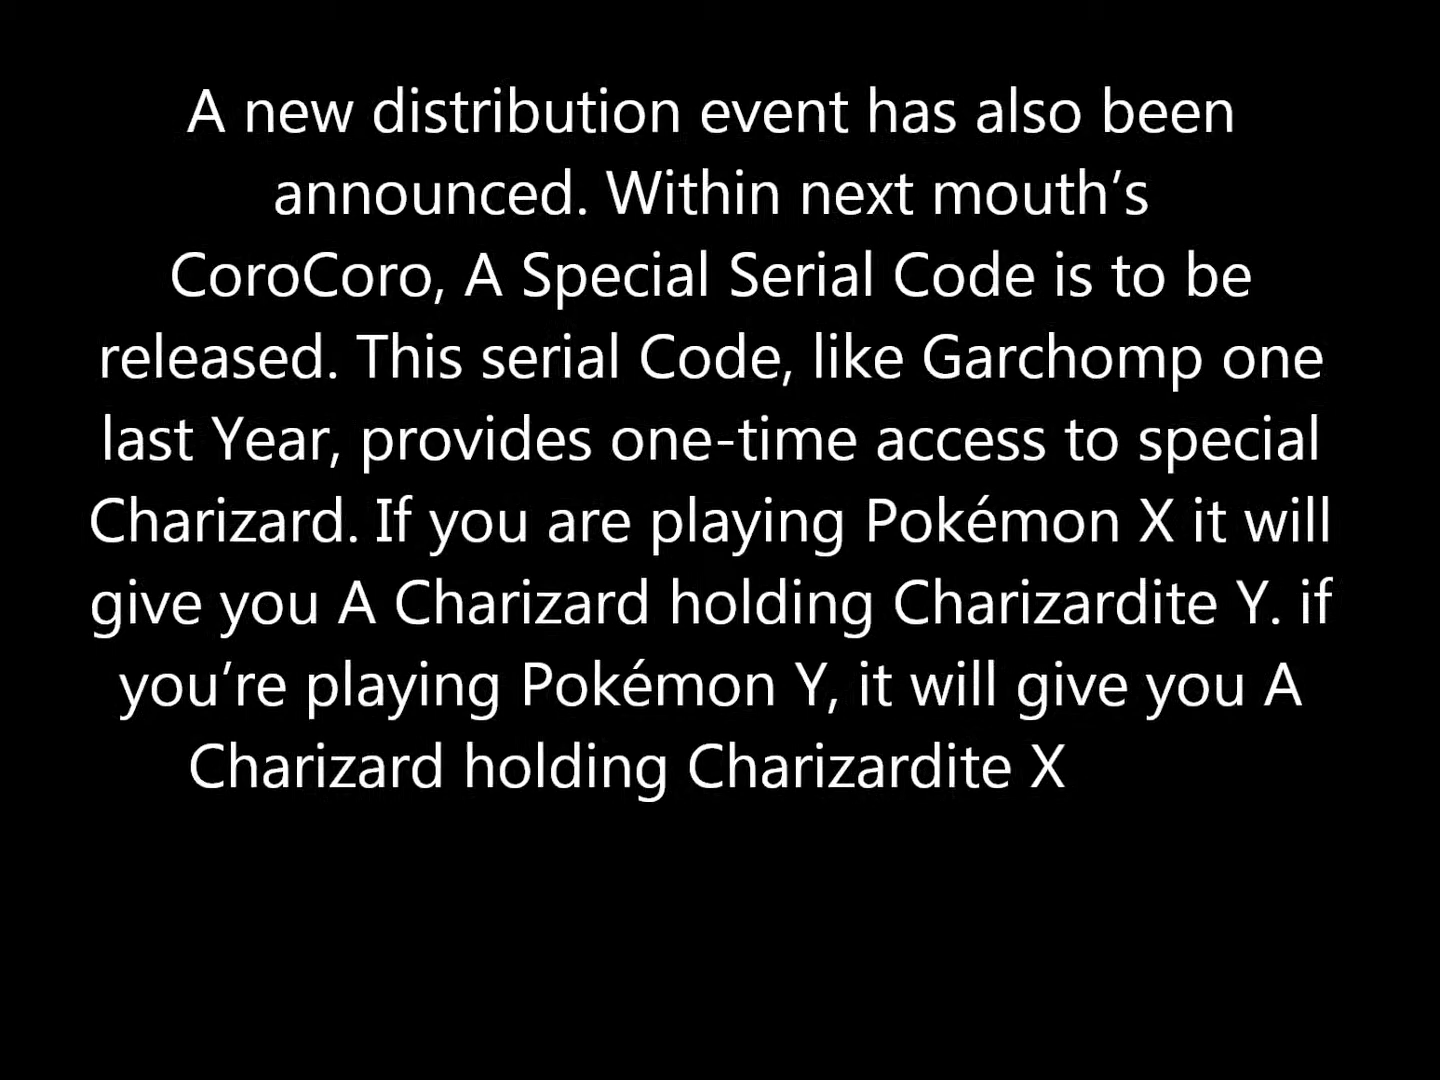 A new distribution event has also been
announced. Within next mouth’s
CoroCoro, A Special Serial Code is to be
released. This serial Code, like Garchomp one
last Year, provides one-time access to special
Charizard. If you are playing Pokémon X it will
give you A Charizard holding Charizardite Y. if
you’re playing Pokémon Y, it will give you A
Charizard holding Charizardite X